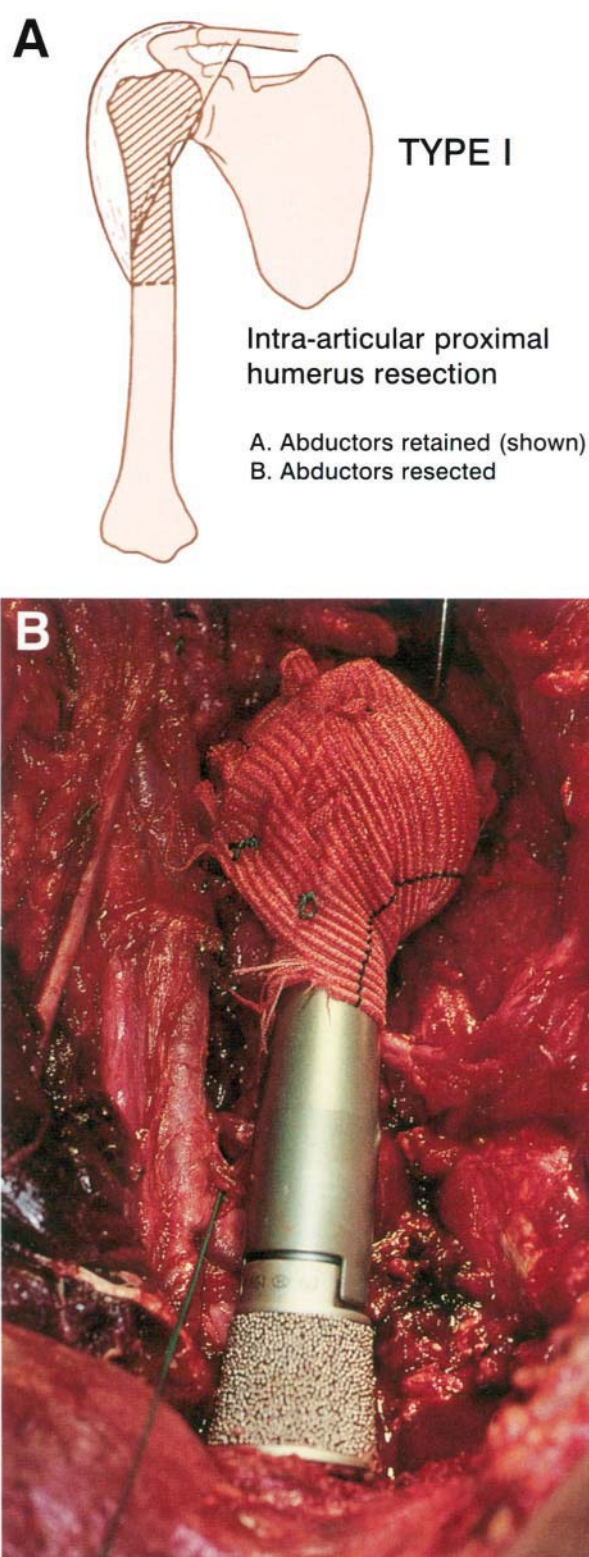 A
TYPE I
Intra-articular proximal
humerus resection
A. Abductors retained (shown)
B. Abductors resected
B